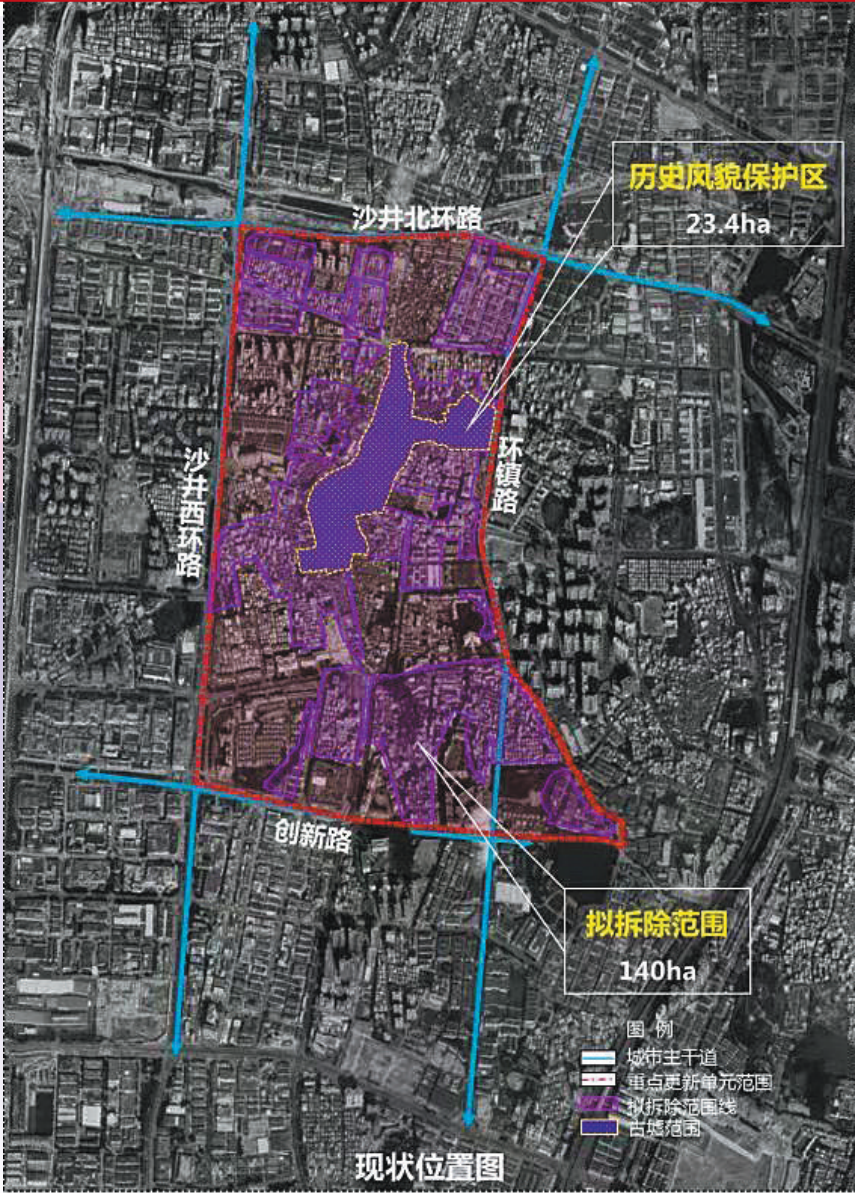 历史风貌保护区
23.4ha
沙井北环路
环镇路
沙井西环路
创新路
拟拆除范围
140ha
图 例
城市主干道
重点更新单元范围
拟拆除范围线
古墟范围
现状位置图